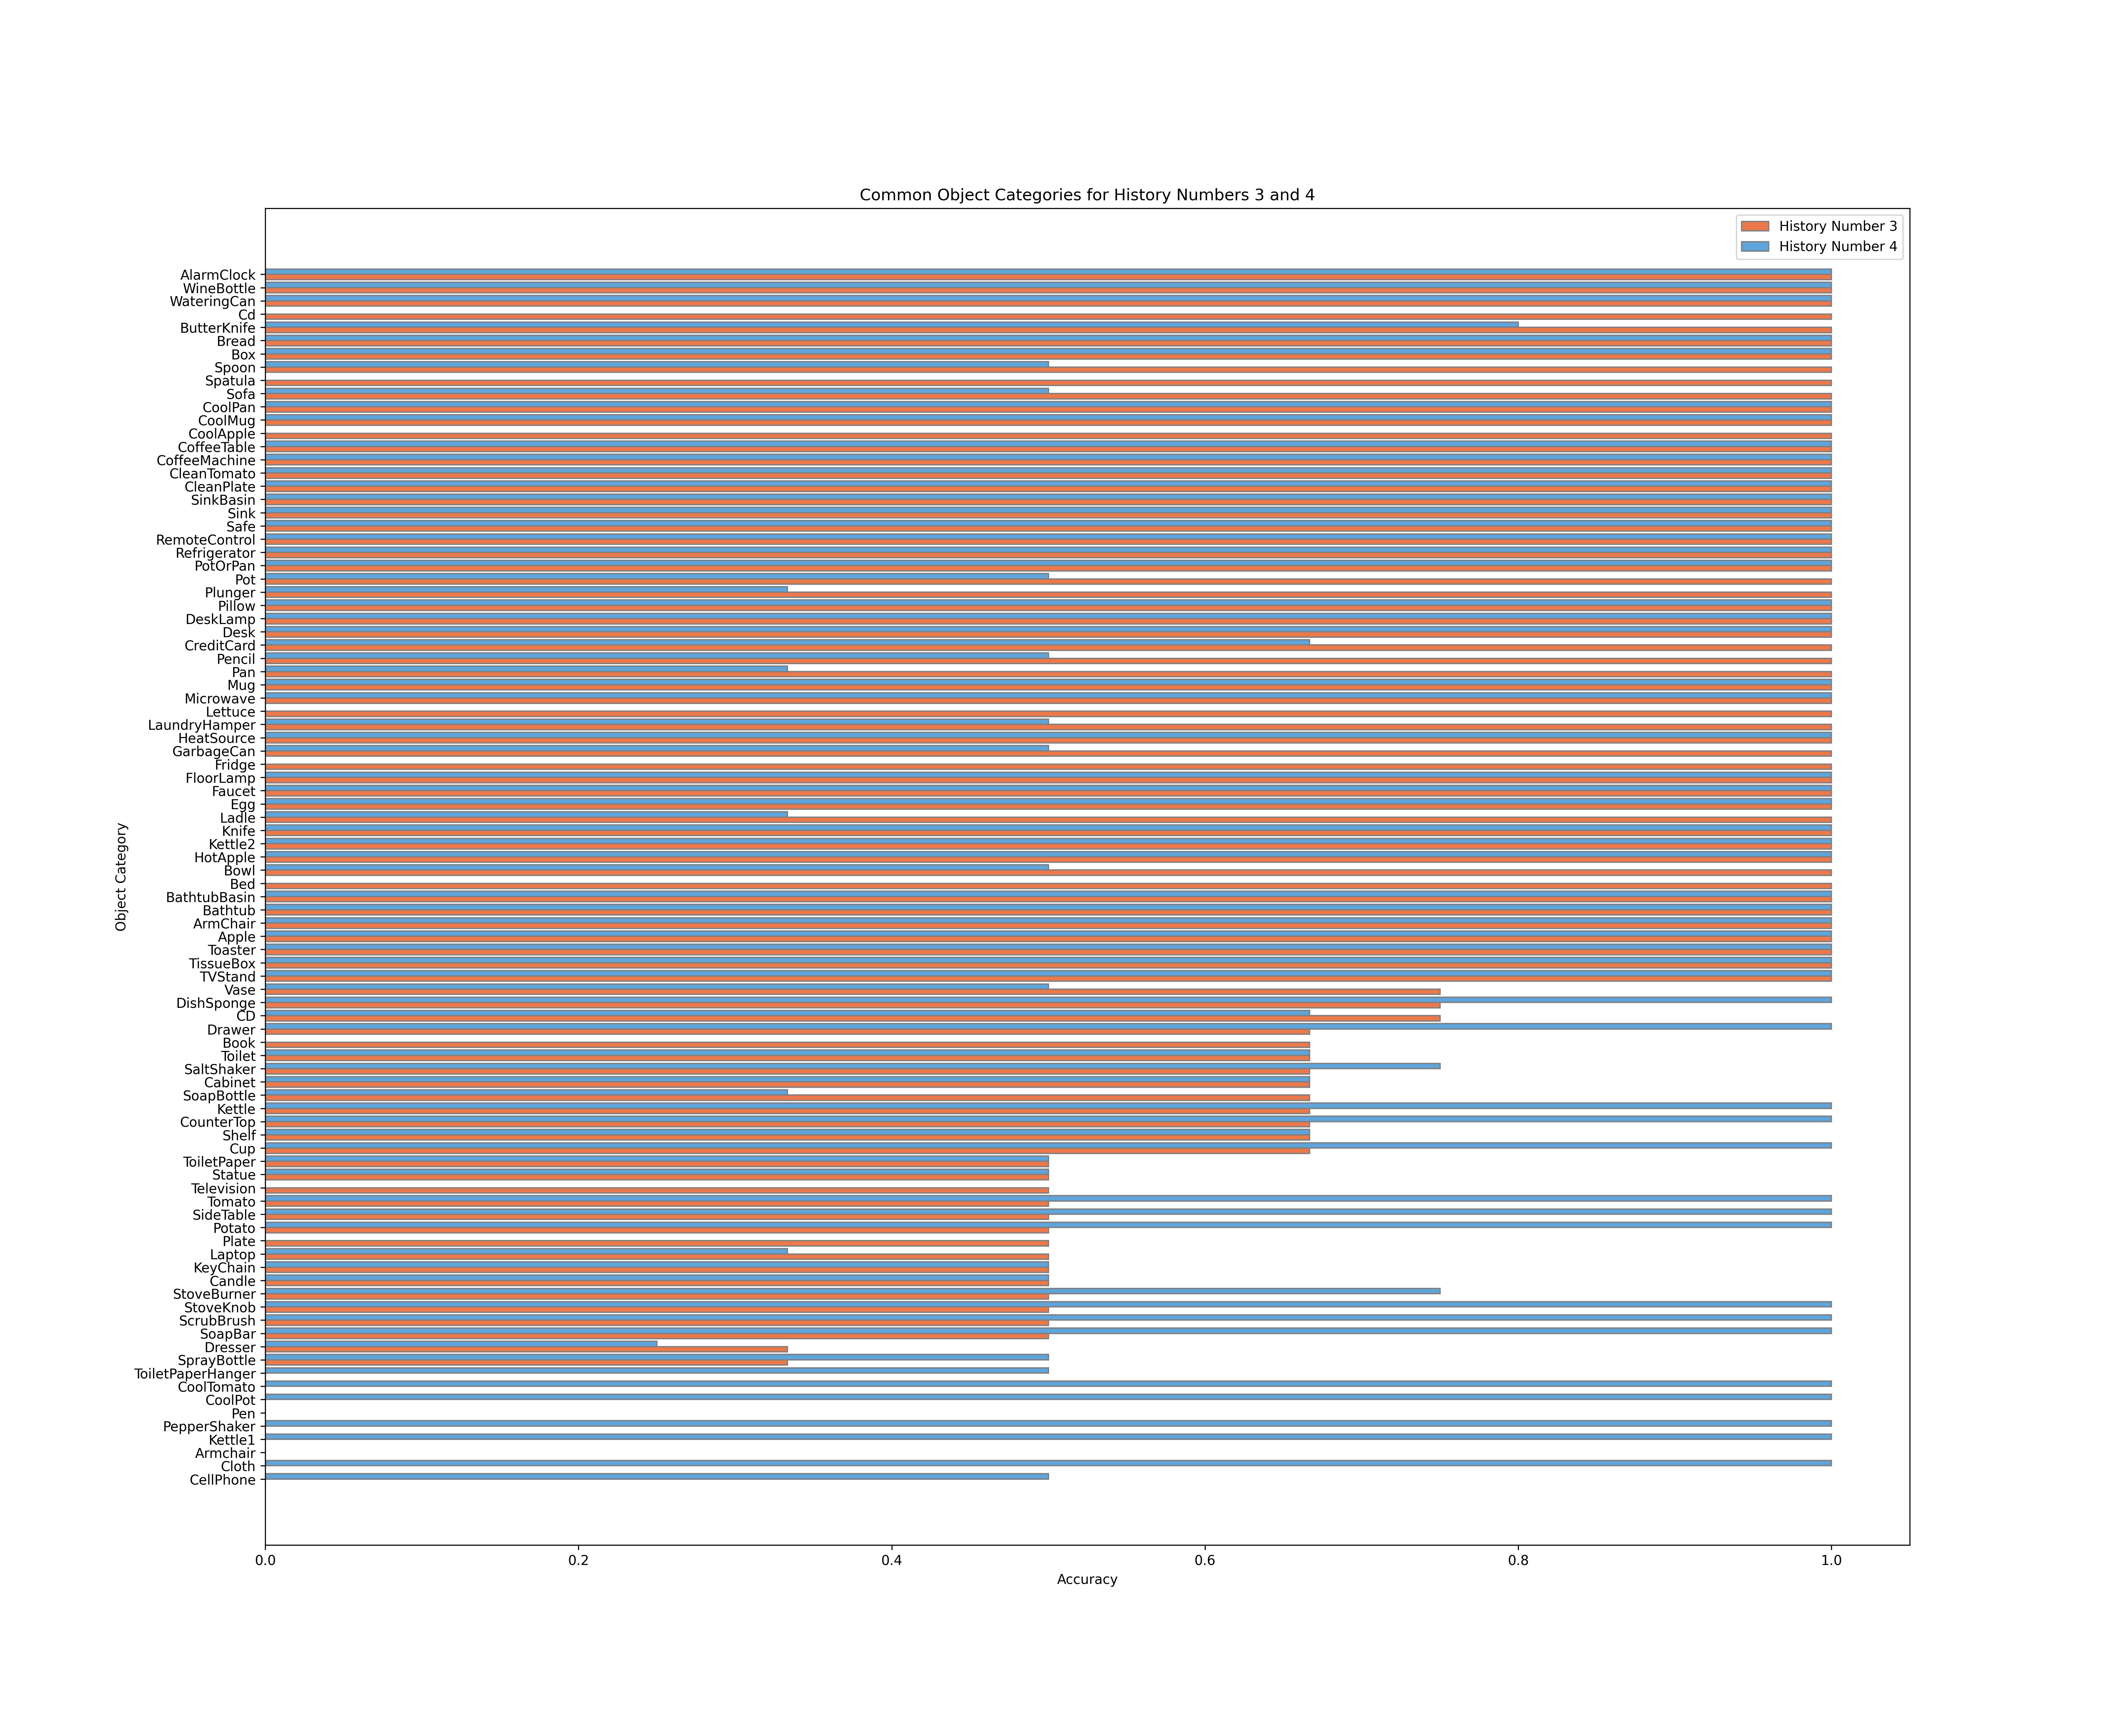 Common Object Categories for History Numbers 3 and 4
History Number 3
History Number 4
AlarmClock
WineBottle
WateringCan
Cd
ButterKnife
Bread
Box
Spoon
Spatula
Sofa
CoolPan
CoolMug
CoolApple
CoffeeTable
CoffeeMachine
CleanTomato
CleanPlate
SinkBasin
Sink
Safe
RemoteControl
Refrigerator
PotOrPan
Pot
Plunger
Pillow
DeskLamp
Desk
CreditCard
Pencil
Pan
Mug
Microwave
Lettuce
LaundryHamper
HeatSource
GarbageCan
Fridge
FloorLamp
Faucet
Egg
Ladle
Knife
Kettle2
HotApple
Bowl
Bed
BathtubBasin
Bathtub
ArmChair
Apple
Toaster
TissueBox
TVStand
Vase
DishSponge
CD
Drawer
Book
Toilet
SaltShaker
Cabinet
SoapBottle
Kettle
CounterTop
Shelf
Cup
ToiletPaper
Statue
Television
Tomato
SideTable
Potato
Plate
Laptop
KeyChain
Candle
StoveBurner
StoveKnob
ScrubBrush
SoapBar
Dresser
SprayBottle
ToiletPaperHanger
CoolTomato
CoolPot
Pen
PepperShaker
Kettle1
Armchair
Cloth
CellPhone
Object Category
0.0 0.2 0.4 0.6 0.8 1.0
Accuracy